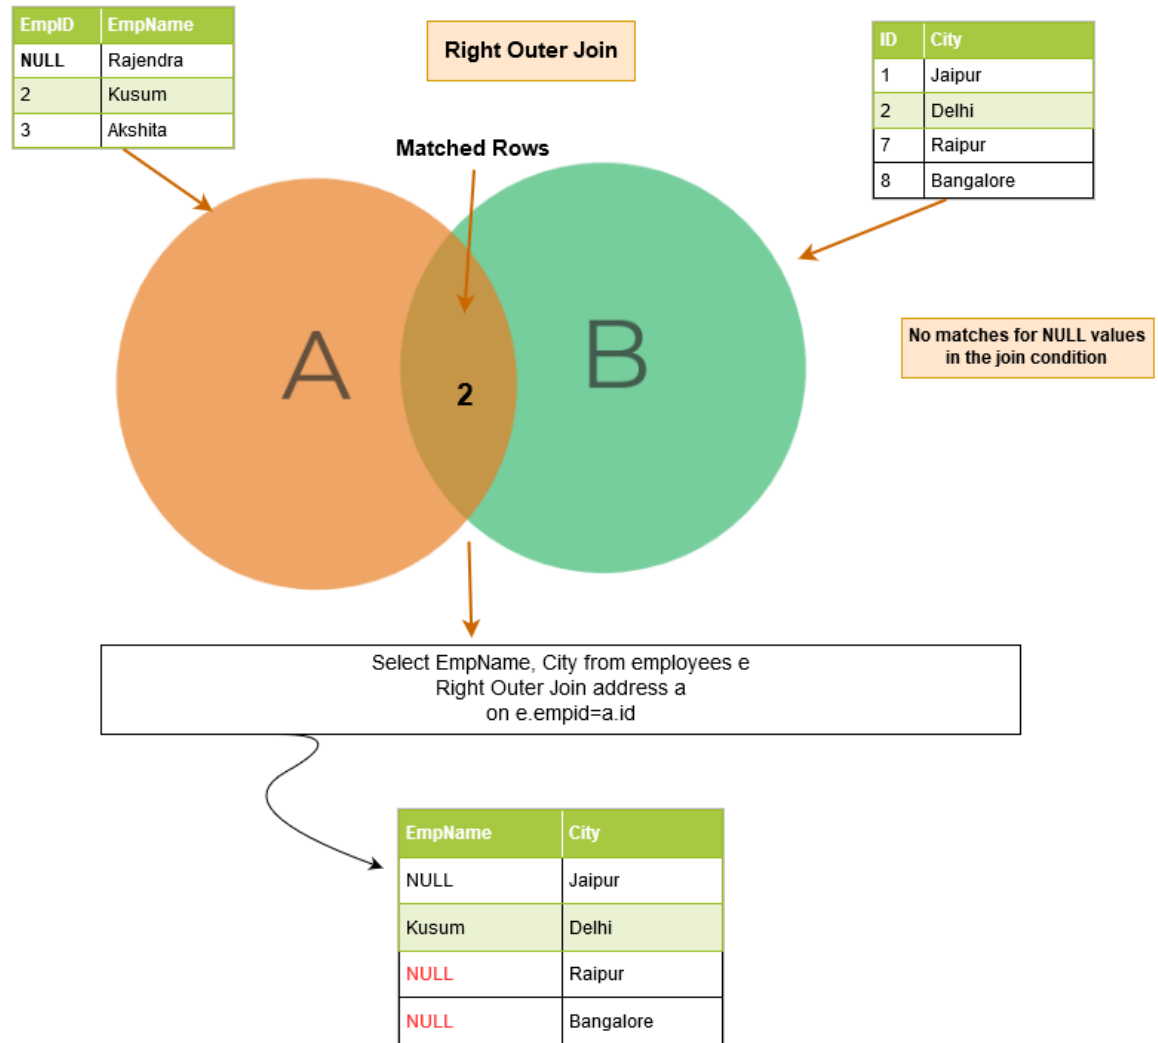 EmpID EmpName
NULL Rajendra
2 Kusum
3 Akshita
Right Outer Join
ID City
1 Jaipur
2 Delhi
7 Raipur
8 Bangalore
Matched Rows
A
B
2
No matches for NULL values
in the join condition
Select EmpName, City from employees e
Right Outer Join address a
on e.empid=a.id
EmpName City
NULL Jaipur
Kusum Delhi
NULL Raipur
NULL Bangalore